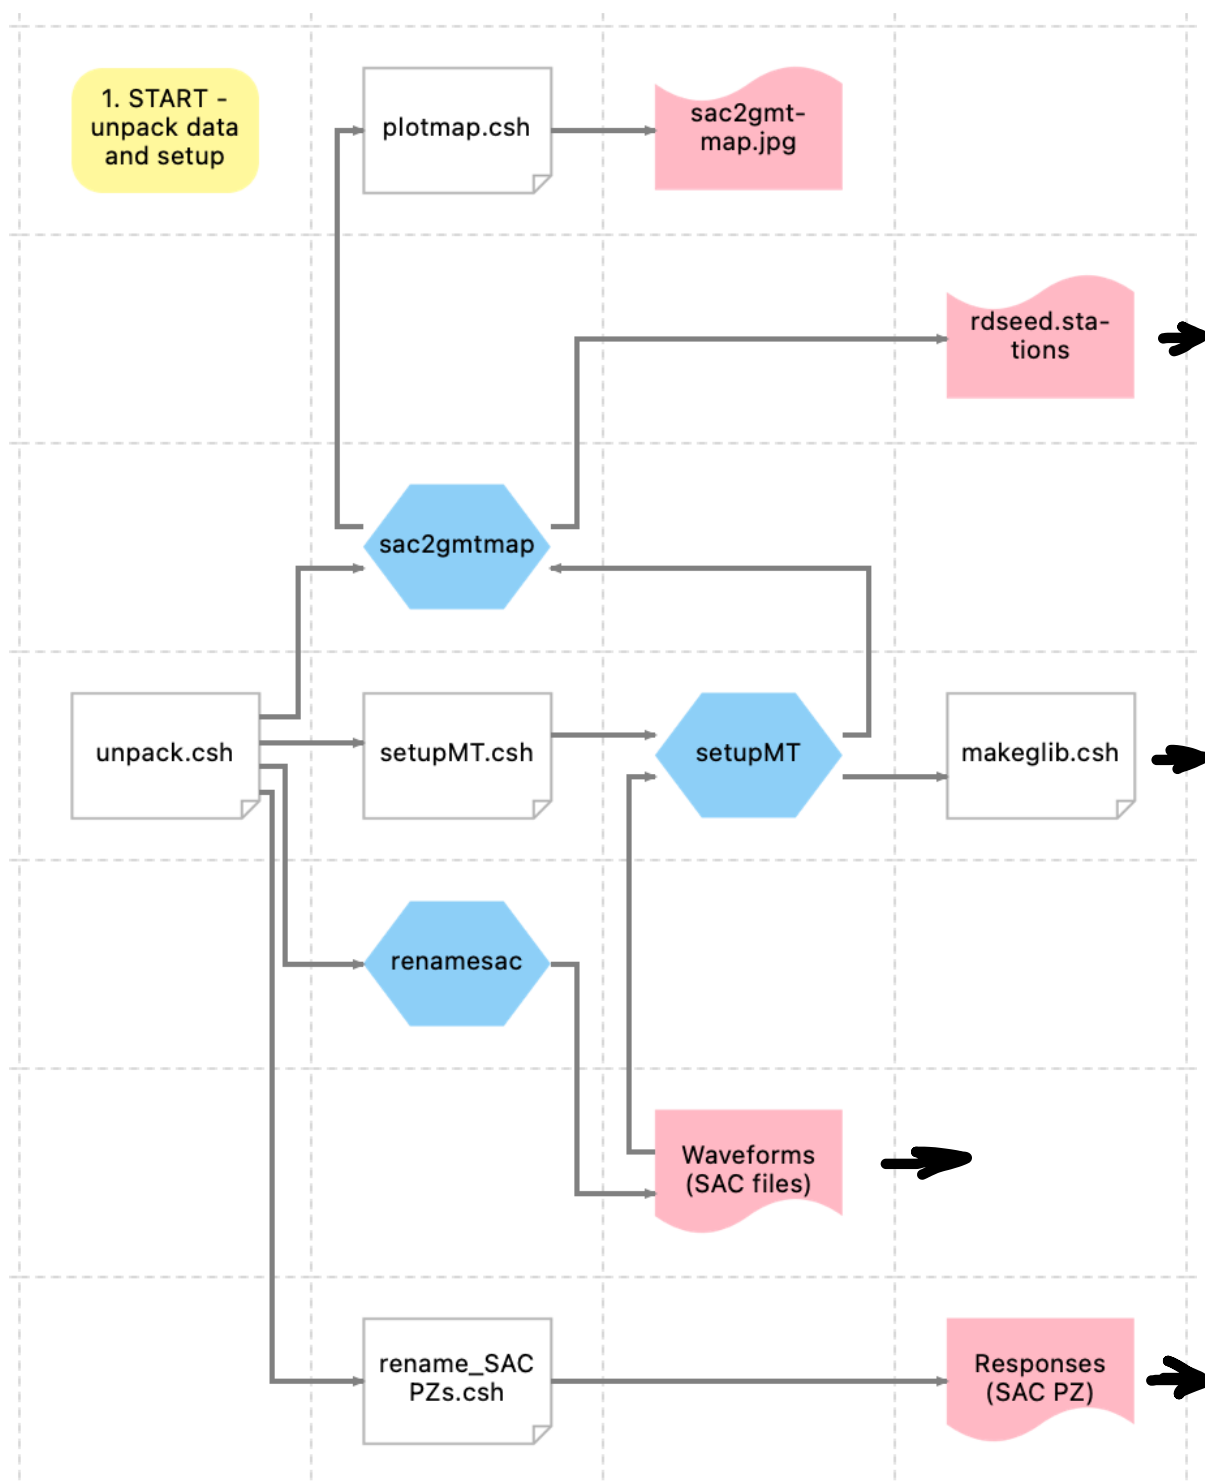 1. START -
unpack data
and setup
plotmap.csh
sac2gmt-
map.jpg
rdseed.sta-
tions
sac2gmtmap
unpack.csh
setupMT.csh
setupMT
makeglib.csh
renamesac
Waveforms
(SAC files)
rename_SAC
PZs.csh
Responses
(SAC PZ)